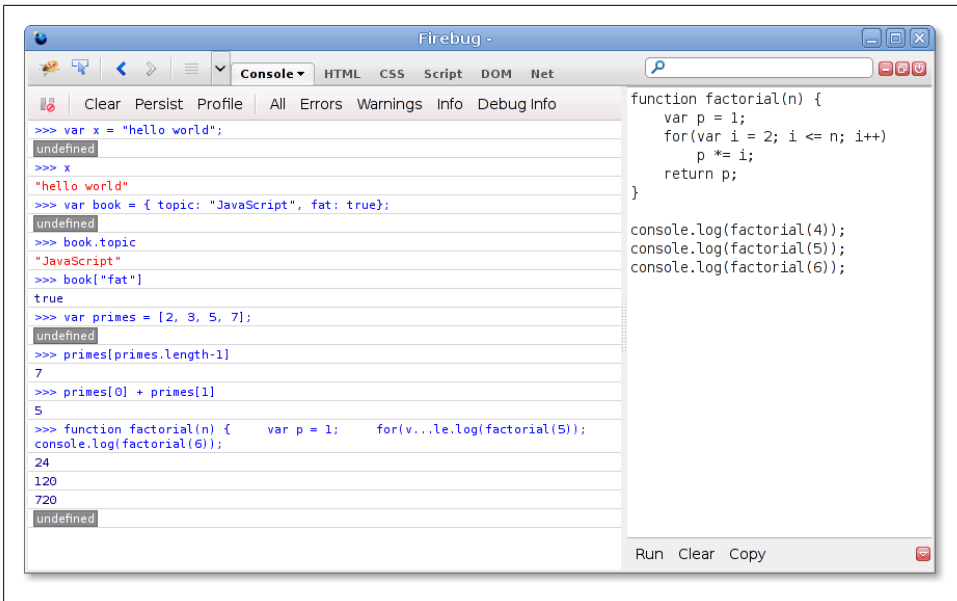 Firebug -
Console HTML CSS Script DOM Net
Clear Persist Profile All Errors Warnings Info Debug Info
>>> var x = "hello world";
undefined
>>> x
"hello world"
>>> var book = { topic: "JavaScript", fat: true};
undefined
>>> book.topic
"JavaScript"
>>> book["fat"]
true
>>> var primes = [2, 3, 5, 7];
undefined
>>> primes[primes.length-1]
7
>>> primes[0] + primes[1]
5
>>> function factorial(n) {     var p = 1;     for(v...le.log(factorial(5));
console.log(factorial(6));
24
120
720
undefined
function factorial(n) {
    var p = 1;
    for(var i = 2; i <= n; i++)
        p *= i;
    return p;
}
console.log(factorial(4));
console.log(factorial(5));
console.log(factorial(6));
Run Clear Copy